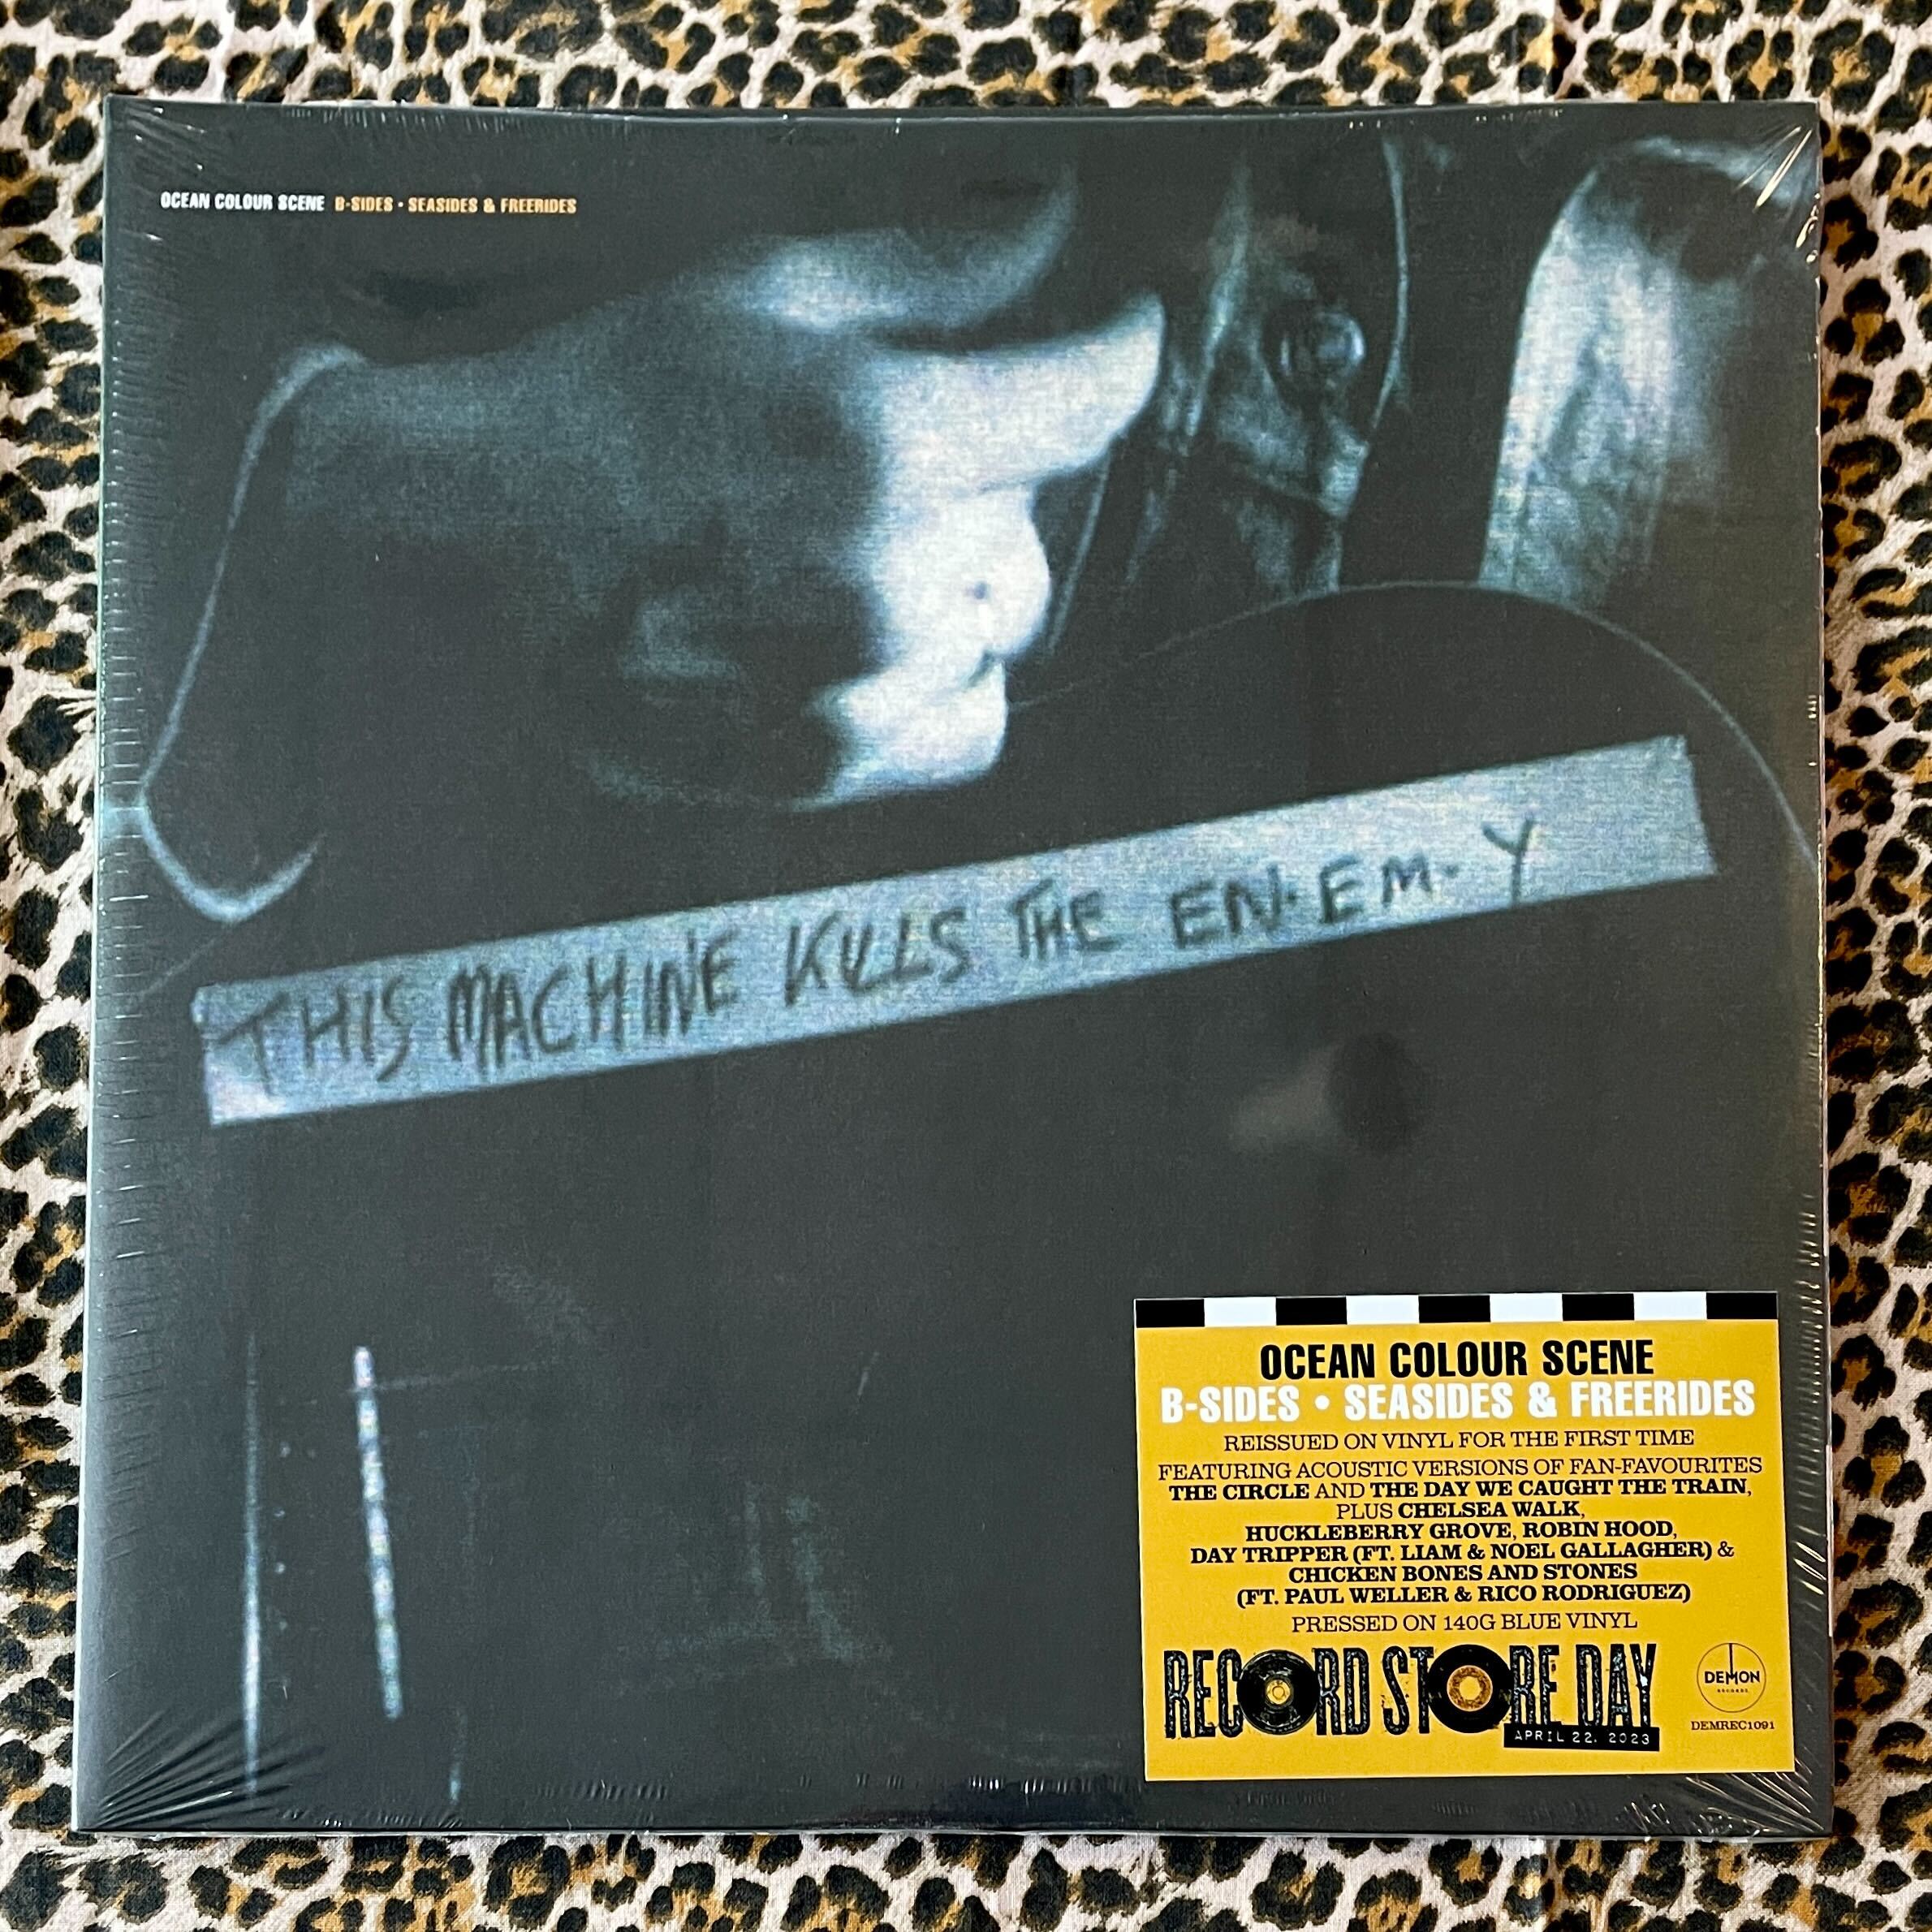 OCEAN COLOUR SCENE B-SIDES • SEASIDES & FREERIDES
THIS MACHINE KILLS THE EN·EM·Y
OCEAN COLOUR SCENE
B-SIDES • SEASIDES & FREERIDES
REISSUED ON VINYL FOR THE FIRST TIME
FEATURING ACOUSTIC VERSIONS OF FAN-FAVOURITES
THE CIRCLE AND THE DAY WE CAUGHT THE TRAIN,
PLUS CHELSEA WALK,
HUCKLEBERRY GROVE, ROBIN HOOD,
DAY TRIPPER (FT. LIAM & NOEL GALLAGHER) &
CHICKEN BONES AND STONES
(FT. PAUL WELLER & RICO RODRIGUEZ)
PRESSED ON 140G BLUE VINYL
RECORD STORE DAY
APRIL 22, 2023
DEMON
RECORDS
DEMREC1091